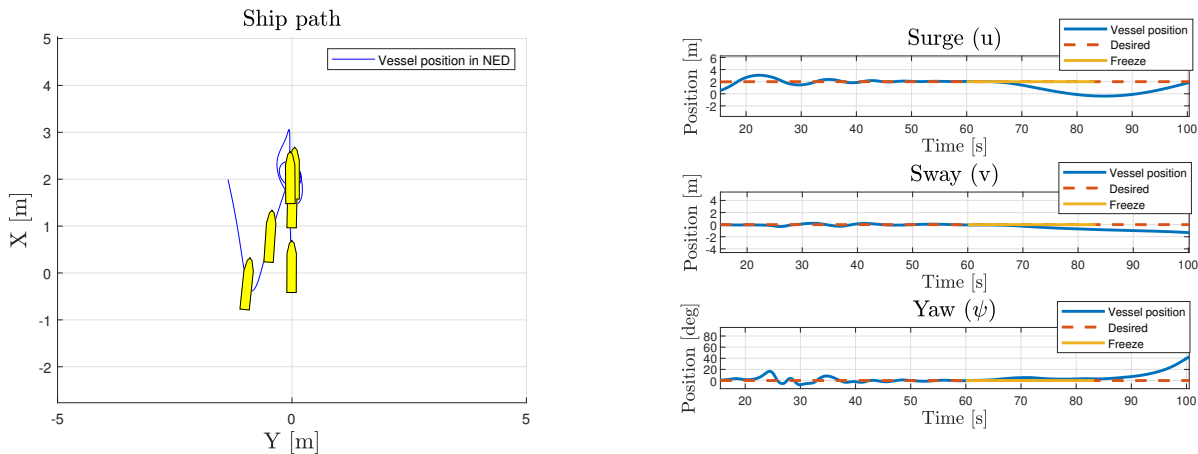 Ship path
5
4
3
2
1
0
-1
-2
-5
0
5
X [m]
Y [m]
Vessel position in NED
Surge (u)
Position [m]
6
4
2
0
-2
20
30
40
50
60
70
80
90
100
Time [s]
Vessel position
Desired
Freeze
Sway (v)
Position [m]
4
2
0
-2
-4
20
30
40
50
60
70
80
90
100
Time [s]
Vessel position
Desired
Freeze
Yaw (ψ)
Position [deg]
80
60
40
20
0
20
30
40
50
60
70
80
90
100
Time [s]
Vessel position
Desired
Freeze